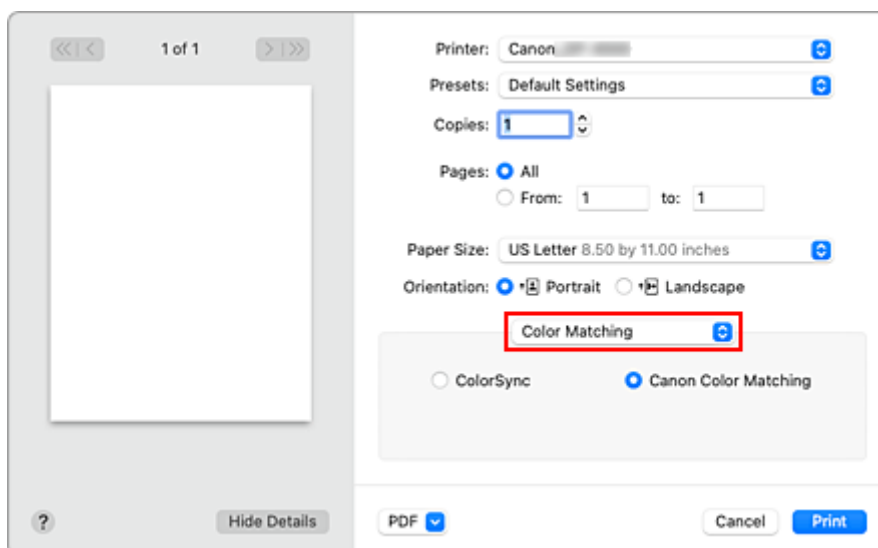 1 of 1
Printer: Canon
Presets: Default Settings
Copies: 1
Pages: All
From: 1 to: 1
Paper Size: US Letter 8.50 by 11.00 inches
Orientation: Portrait Landscape
Color Matching
ColorSync Canon Color Matching
? Hide Details PDF Cancel Print